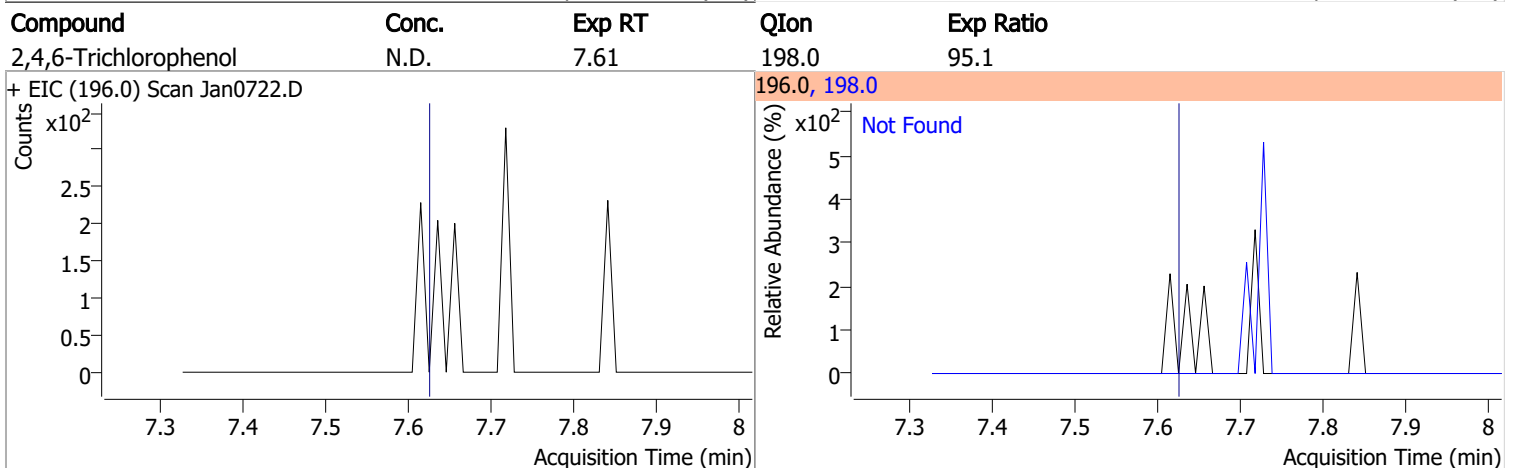 Compound Conc. Exp RT QIon Exp Ratio
2,4,6-Trichlorophenol N.D. 7.61 198.0 95.1
+ EIC (196.0) Scan Jan0722.D
Counts
x10²
2.5
2
1.5
1
0.5
0
7.3 7.4 7.5 7.6 7.7 7.8 7.9 8
Acquisition Time (min)
196.0, 198.0
Relative Abundance (%)
x10²
Not Found
5
4
3
2
1
0
7.3 7.4 7.5 7.6 7.7 7.8 7.9 8
Acquisition Time (min)